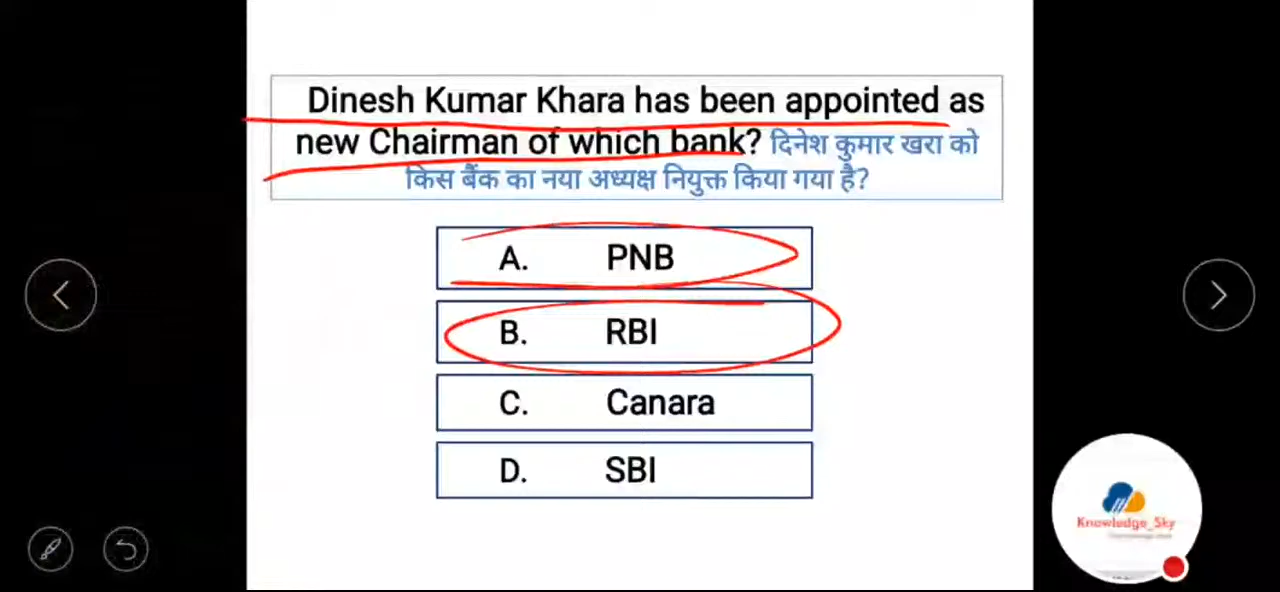 Dinesh Kumar Khara has been appointed as
new Chairman of which bank? दिनेश कुमार खरा को
किस बैंक का नया अध्यक्ष नियुक्त किया गया है?
A. PNB
B. RBI
C. Canara
D. SBI
Knowledge_Sky